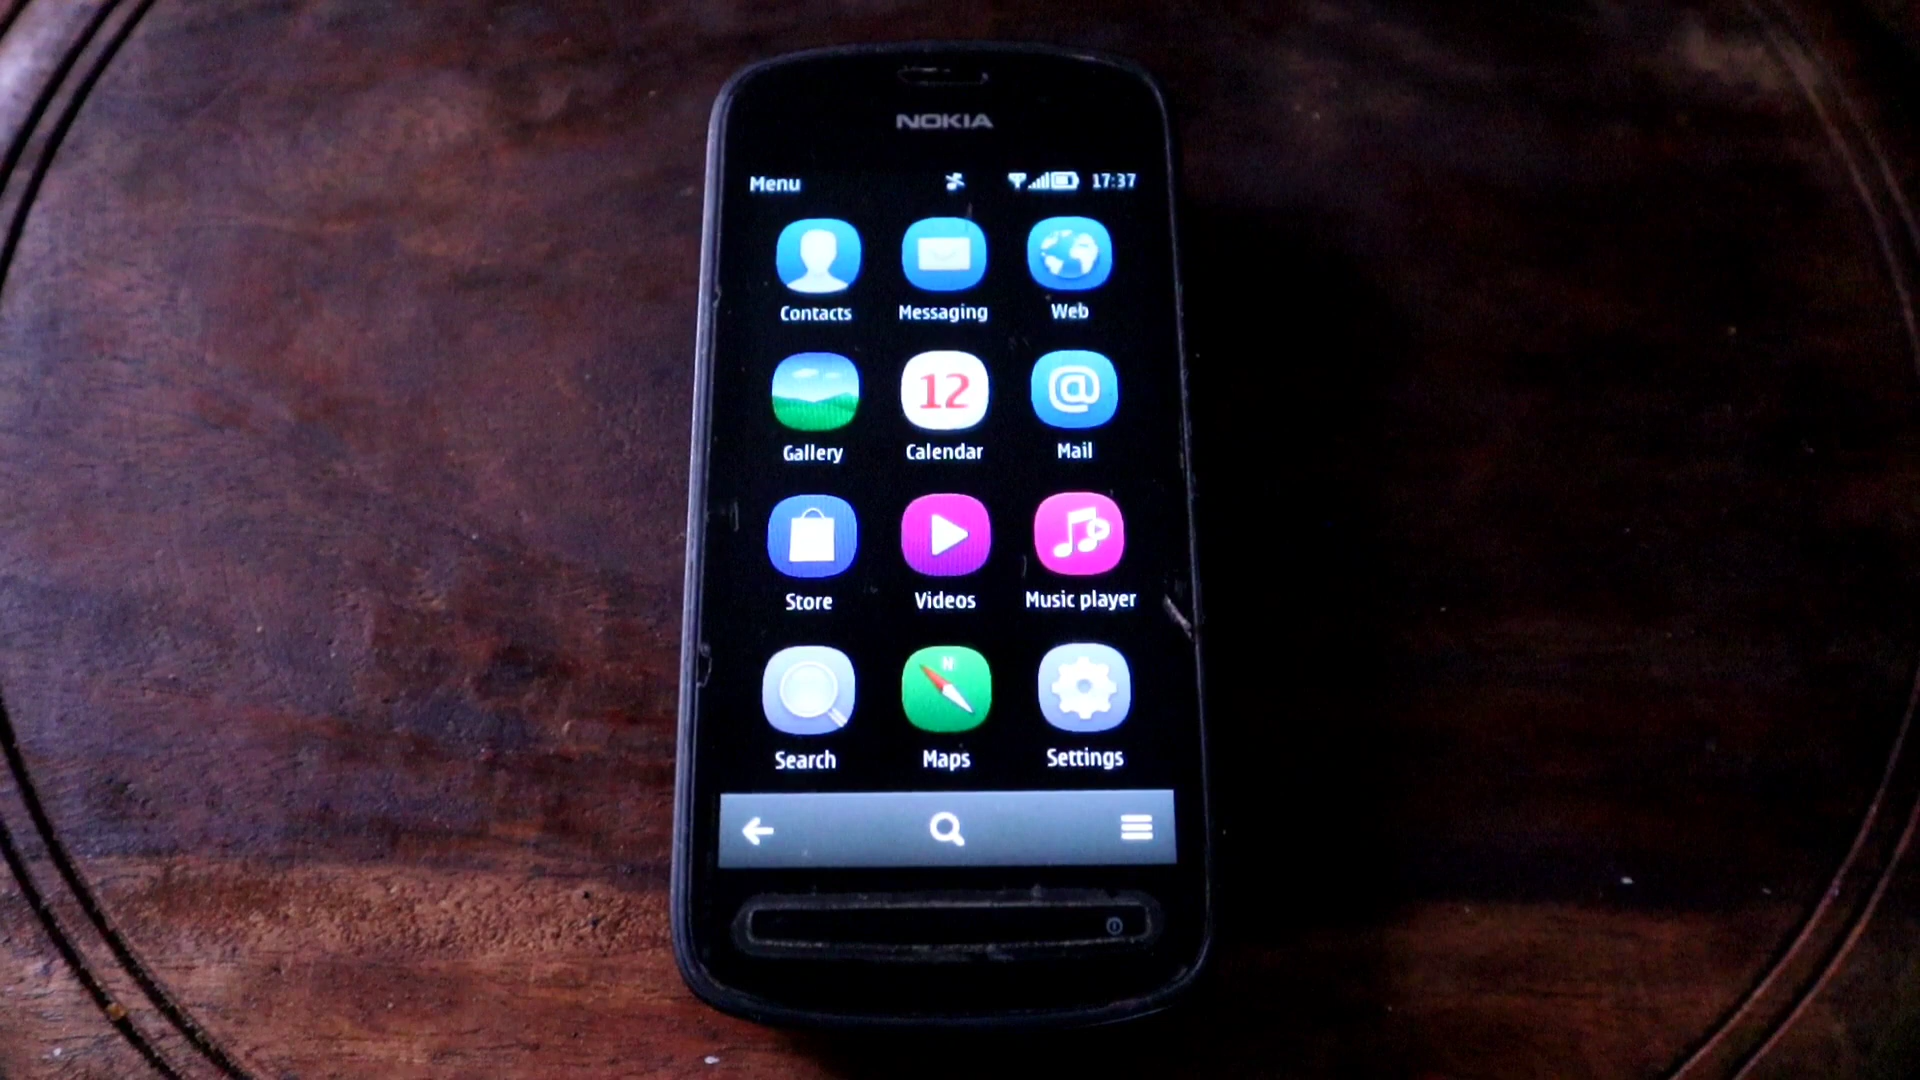 NOKIA
Menu 17:37
Contacts Messaging Web
12
Gallery Calendar Mail
Store Videos Music player
N
Search Maps Settings